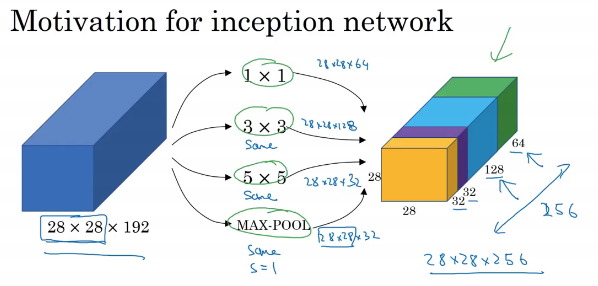 Motivation for inception network
1 × 1
28×28×64
3 × 3
28×28×128
Same
5 × 5
28×28×32
Same
MAX-POOL
28×28×32
Same
s=1
28 × 28 × 192
28
28
32
32
128
64
256
28×28×256